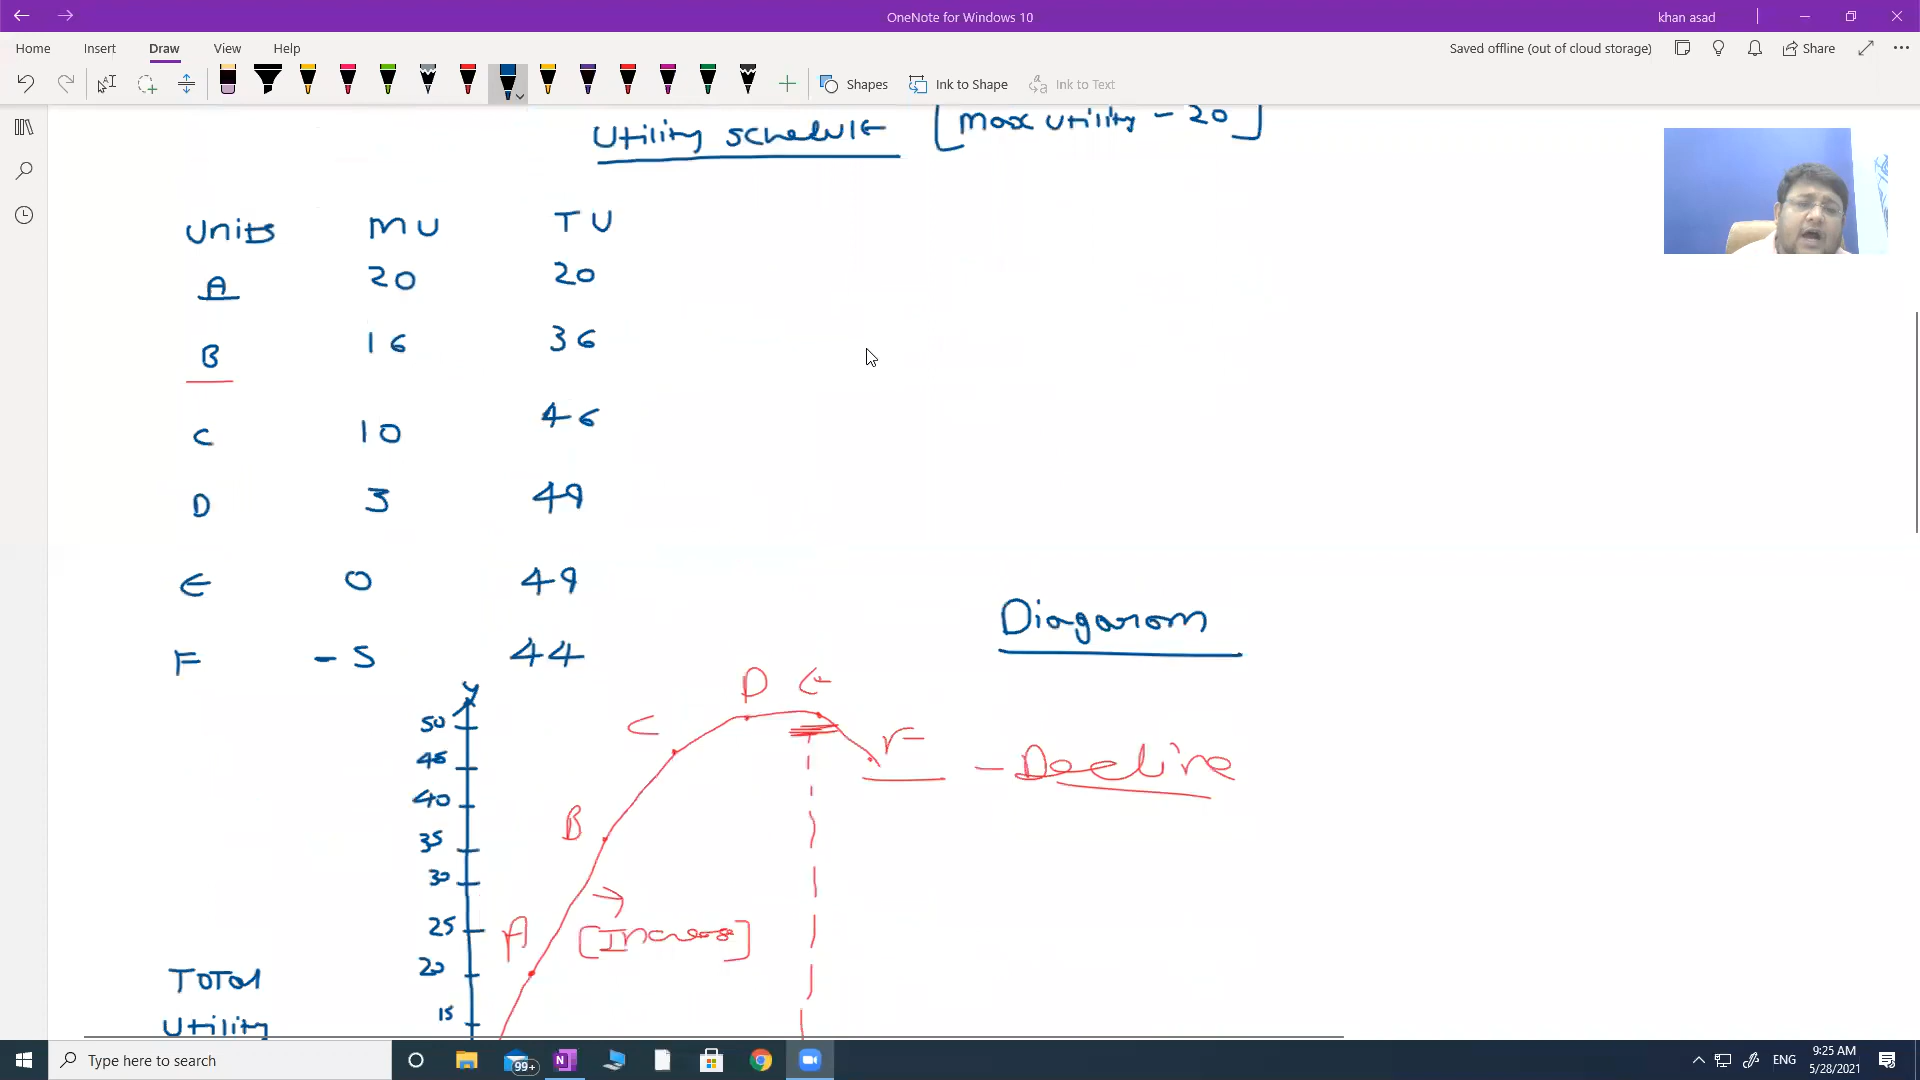 OneNote for Windows 10
khan asad
Home Insert Draw View Help
Saved offline (out of cloud storage)
Share
Shapes
Ink to Shape
Ink to Text
Utility schedule [max utility - 20]
Units MU TU
A 20 20
B 16 36
C 10 46
D 3 49
E 0 49
F -5 44
Diagaram
y
50
45
40
35
30
25
20
15
A
B
C
D
E
F
- Decline
[Increase]
Total
Utility
Type here to search
99+
ENG
9:25 AM
5/28/2021